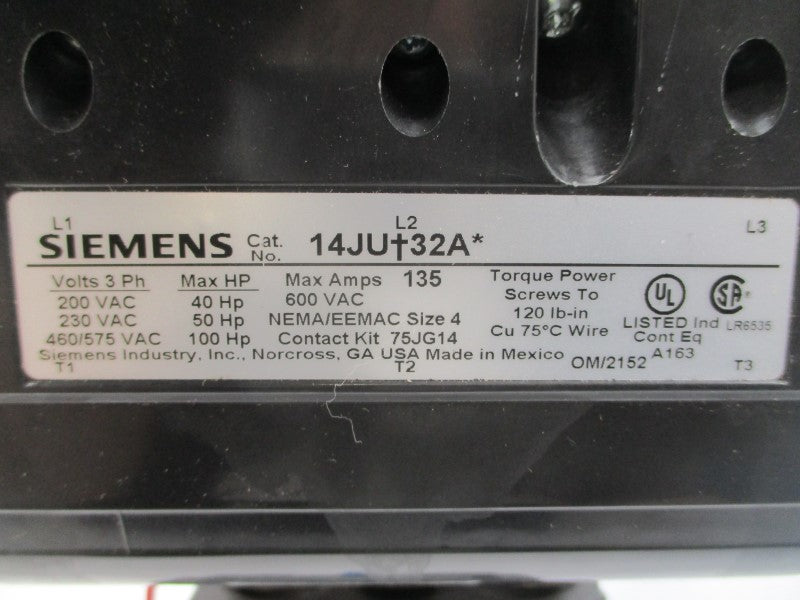 L1 L2 L3
SIEMENS Cat. No. 14JU†32A*
Volts 3 Ph Max HP Max Amps 135 Torque Power
200 VAC 40 Hp 600 VAC Screws To
230 VAC 50 Hp NEMA/EEMAC Size 4 120 lb-in
460/575 VAC 100 Hp Contact Kit 75JG14 Cu 75°C Wire
UL SA
LISTED Ind LR6535
Cont Eq
A163
Siemens Industry, Inc., Norcross, GA USA Made in Mexico OM/2152
T1 T2 T3